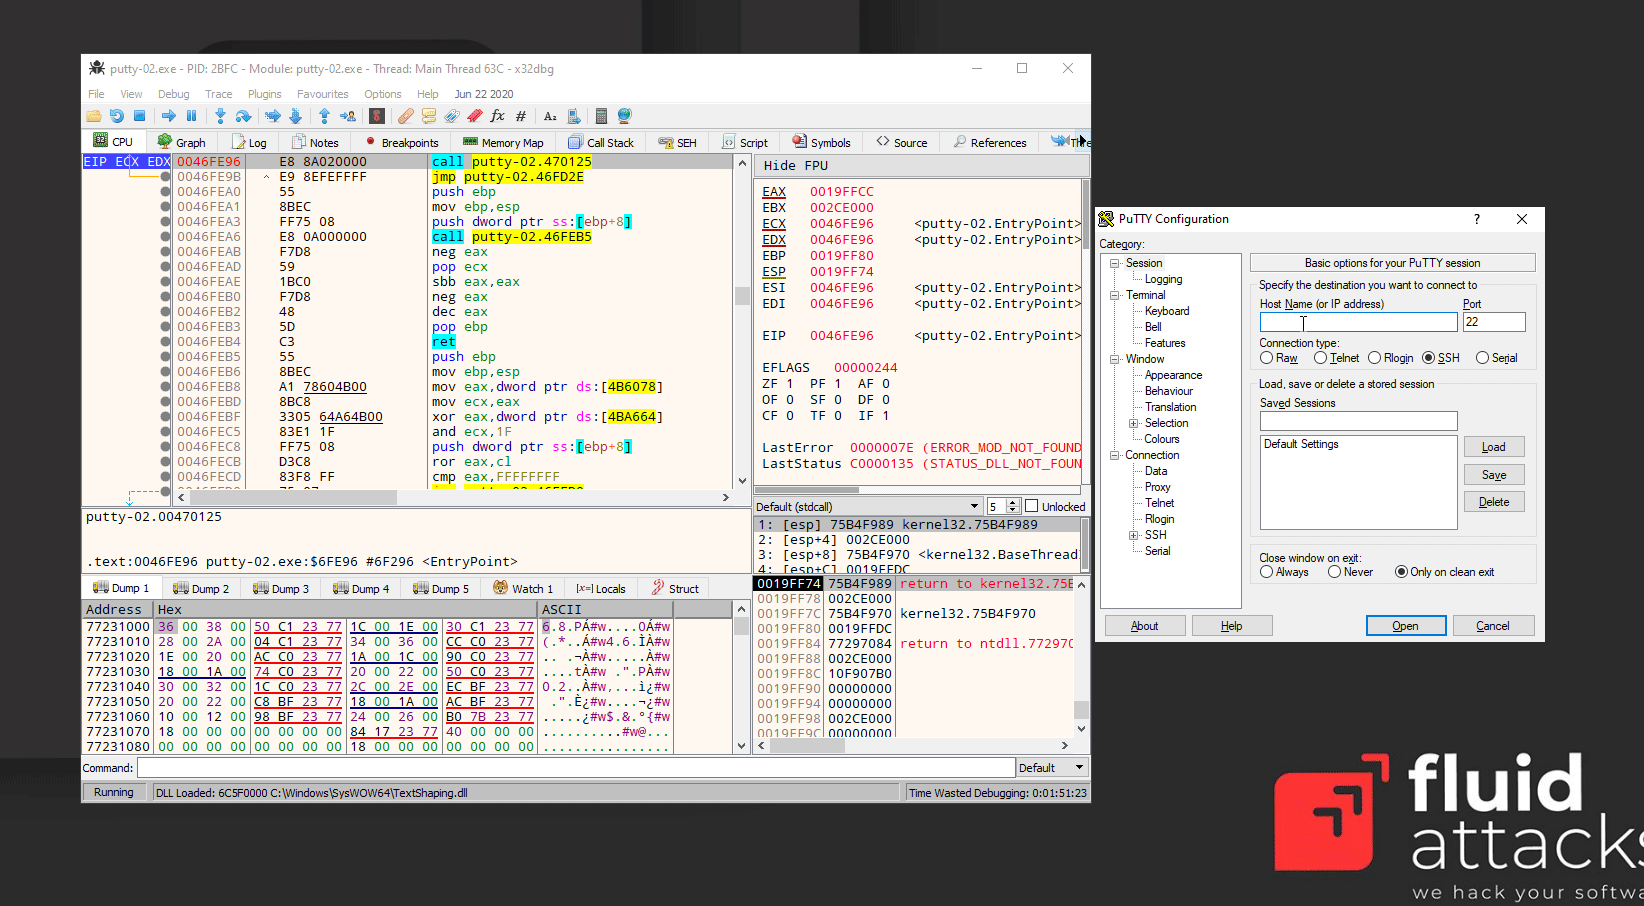 putty-02.exe - PID: 2BFC - Module: putty-02.exe - Thread: Main Thread 63C - x32dbg
File View Debug Trace Plugins Favourites Options Help Jun 22 2020
CPU Graph Log Notes Breakpoints Memory Map Call Stack SEH Script Symbols Source References Thre
EIP ECX EDX
0046FE96 E8 8A020000 call putty-02.470125
0046FE9B E9 8EFEFFFF jmp putty-02.46FD2E
0046FEA0 55 push ebp
0046FEA1 8BEC mov ebp,esp
0046FEA3 FF75 08 push dword ptr ss:[ebp+8]
0046FEA6 E8 0A000000 call putty-02.46FEB5
0046FEAB F7D8 neg eax
0046FEAD 59 pop ecx
0046FEAE 1BC0 sbb eax,eax
0046FEB0 F7D8 neg eax
0046FEB2 48 dec eax
0046FEB3 5D pop ebp
0046FEB4 C3 ret
0046FEB5 55 push ebp
0046FEB6 8BEC mov ebp,esp
0046FEB8 A1 78604B00 mov eax,dword ptr ds:[4B6078]
0046FEBD 8BC8 mov ecx,eax
0046FEBF 3305 64A64B00 xor eax,dword ptr ds:[4BA664]
0046FEC5 83E1 1F and ecx,1F
0046FEC8 FF75 08 push dword ptr ss:[ebp+8]
0046FECB D3C8 ror eax,cl
0046FECD 83F8 FF cmp eax,FFFFFFFF
Hide FPU
EAX 0019FFCC
EBX 002CE000
ECX 0046FE96 <putty-02.EntryPoint>
EDX 0046FE96 <putty-02.EntryPoint>
EBP 0019FF80
ESP 0019FF74
ESI 0046FE96 <putty-02.EntryPoint>
EDI 0046FE96 <putty-02.EntryPoint>
EIP 0046FE96 <putty-02.EntryPoint>
EFLAGS 00000244
ZF 1 PF 1 AF 0
OF 0 SF 0 DF 0
CF 0 TF 0 IF 1
LastError 0000007E (ERROR_MOD_NOT_FOUND
LastStatus C0000135 (STATUS_DLL_NOT_FOUN
Default (stdcall) 5 Unlocked
1: [esp] 75B4F989 kernel32.75B4F989
2: [esp+4] 002CE000
3: [esp+8] 75B4F970 <kernel32.BaseThread
4: [esp+C] 0019FFDC
putty-02.00470125
.text:0046FE96 putty-02.exe:$6FE96 #6F296 <EntryPoint>
Dump 1 Dump 2 Dump 3 Dump 4 Dump 5 Watch 1 [x=] Locals Struct
Address Hex ASCII
77231000 36 00 38 00 50 C1 23 77 1C 00 1E 00 30 C1 23 77 6.8.PÁ#w....0Á#w
77231010 28 00 2A 00 04 C1 23 77 34 00 36 00 CC C0 23 77 (.*..Á#w4.6.ÌÀ#w
77231020 1E 00 20 00 AC C0 23 77 1A 00 1C 00 90 C0 23 77 .. .¬À#w.....À#w
77231030 18 00 1A 00 74 C0 23 77 20 00 22 00 50 C0 23 77 ....tÀ#w .".PÀ#w
77231040 30 00 32 00 1C C0 23 77 2C 00 2E 00 EC BF 23 77 0.2..À#w,...ì¿#w
77231050 20 00 22 00 C8 BF 23 77 18 00 1A 00 AC BF 23 77  .".È¿#w....¬¿#w
77231060 10 00 12 00 98 BF 23 77 24 00 26 00 B0 7B 23 77 .....¿#w$.&.°{#w
77231070 18 00 00 00 00 00 00 00 84 17 23 77 40 00 00 00 ..........#w@...
77231080 00 00 00 00 00 00 00 00 18 00 00 00 00 00 00 00 ................
0019FF74 75B4F989 return to kernel32.75B
0019FF78 002CE000
0019FF7C 75B4F970 kernel32.75B4F970
0019FF80 0019FFDC
0019FF84 77297084 return to ntdll.772970
0019FF88 002CE000
0019FF8C 10F907B0
0019FF90 00000000
0019FF94 00000000
0019FF98 002CE000
0019FF9C 00000000
Command: Default
Running DLL Loaded: 6C5F0000 C:\Windows\SysWOW64\TextShaping.dll Time Wasted Debugging: 0:01:51:23
PuTTY Configuration ?
Category:
Session
Logging
Terminal
Keyboard
Bell
Features
Window
Appearance
Behaviour
Translation
Selection
Colours
Connection
Data
Proxy
Telnet
Rlogin
SSH
Serial
Basic options for your PuTTY session
Specify the destination you want to connect to
Host Name (or IP address) Port
22
Connection type:
Raw Telnet Rlogin SSH Serial
Load, save or delete a stored session
Saved Sessions
Default Settings
Load
Save
Delete
Close window on exit:
Always Never Only on clean exit
About Help Open Cancel
fluid
attacks
we hack your softwa